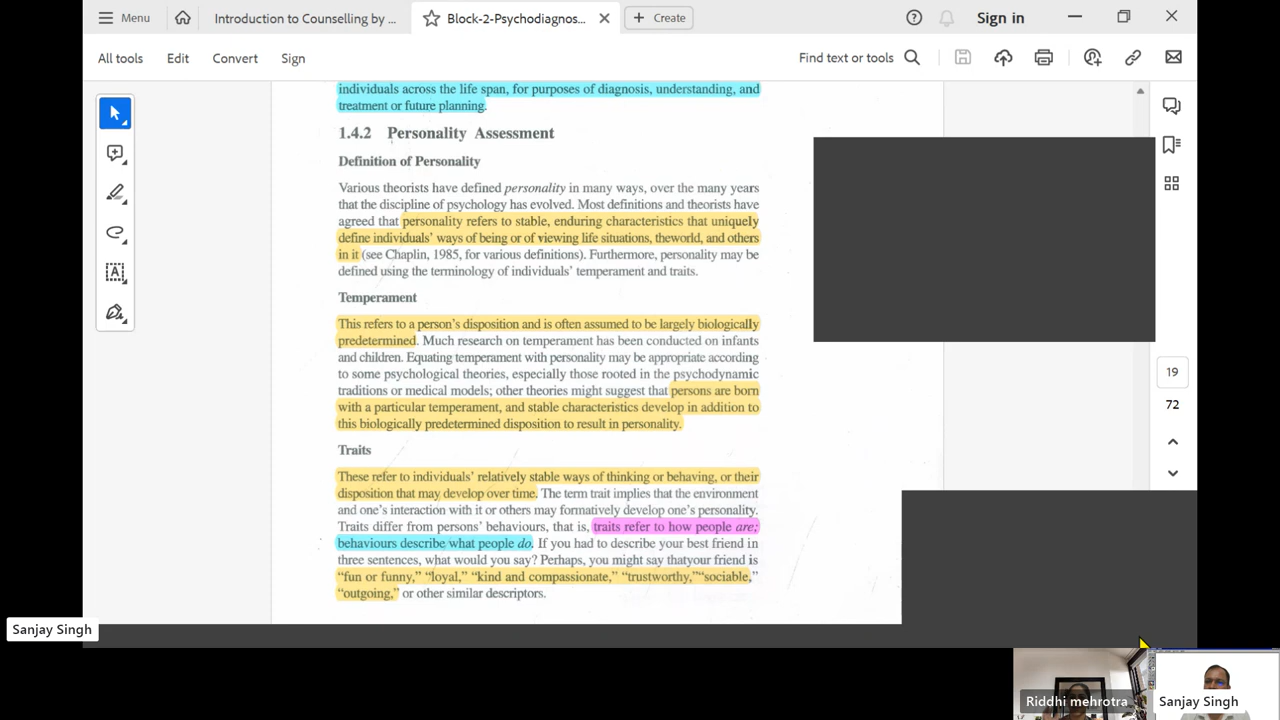 Menu
Introduction to Counselling by ...
Block-2-Psychodiagnos...
Create
Sign in
All tools
Edit
Convert
Sign
Find text or tools
individuals across the life span, for purposes of diagnosis, understanding, and
treatment or future planning.
1.4.2 Personality Assessment
Definition of Personality
Various theorists have defined personality in many ways, over the many years
that the discipline of psychology has evolved. Most definitions and theorists have
agreed that personality refers to stable, enduring characteristics that uniquely
define individuals' ways of being or of viewing life situations, theworld, and others
in it (see Chaplin, 1985, for various definitions). Furthermore, personality may be
defined using the terminology of individuals' temperament and traits.
Temperament
This refers to a person's disposition and is often assumed to be largely biologically
predetermined. Much research on temperament has been conducted on infants
and children. Equating temperament with personality may be appropriate according
to some psychological theories, especially those rooted in the psychodynamic
traditions or medical models; other theories might suggest that persons are born
with a particular temperament, and stable characteristics develop in addition to
this biologically predetermined disposition to result in personality.
Traits
These refer to individuals' relatively stable ways of thinking or behaving, or their
disposition that may develop over time. The term trait implies that the environment
and one's interaction with it or others may formatively develop one's personality.
Traits differ from persons' behaviours, that is, traits refer to how people are;
behaviours describe what people do. If you had to describe your best friend in
three sentences, what would you say? Perhaps, you might say thatyour friend is
"fun or funny," "loyal," "kind and compassionate," "trustworthy,""sociable,"
"outgoing," or other similar descriptors.
19
72
Sanjay Singh
Riddhi mehrotra
Sanjay Singh